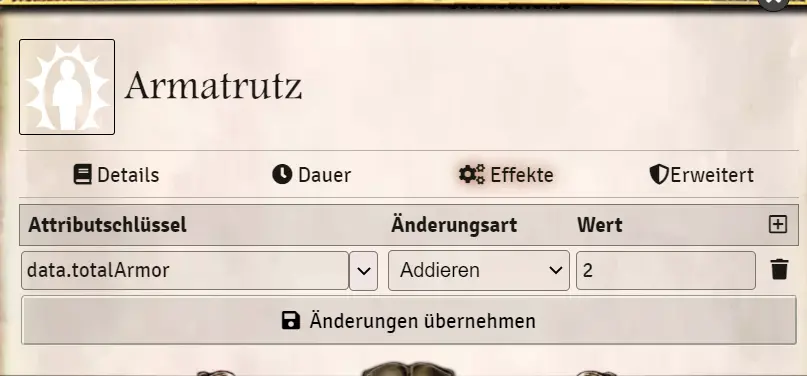 Armatrutz
Details Dauer Effekte Erweitert
Attributschlüssel Änderungsart Wert
data.totalArmor Addieren 2
Änderungen übernehmen